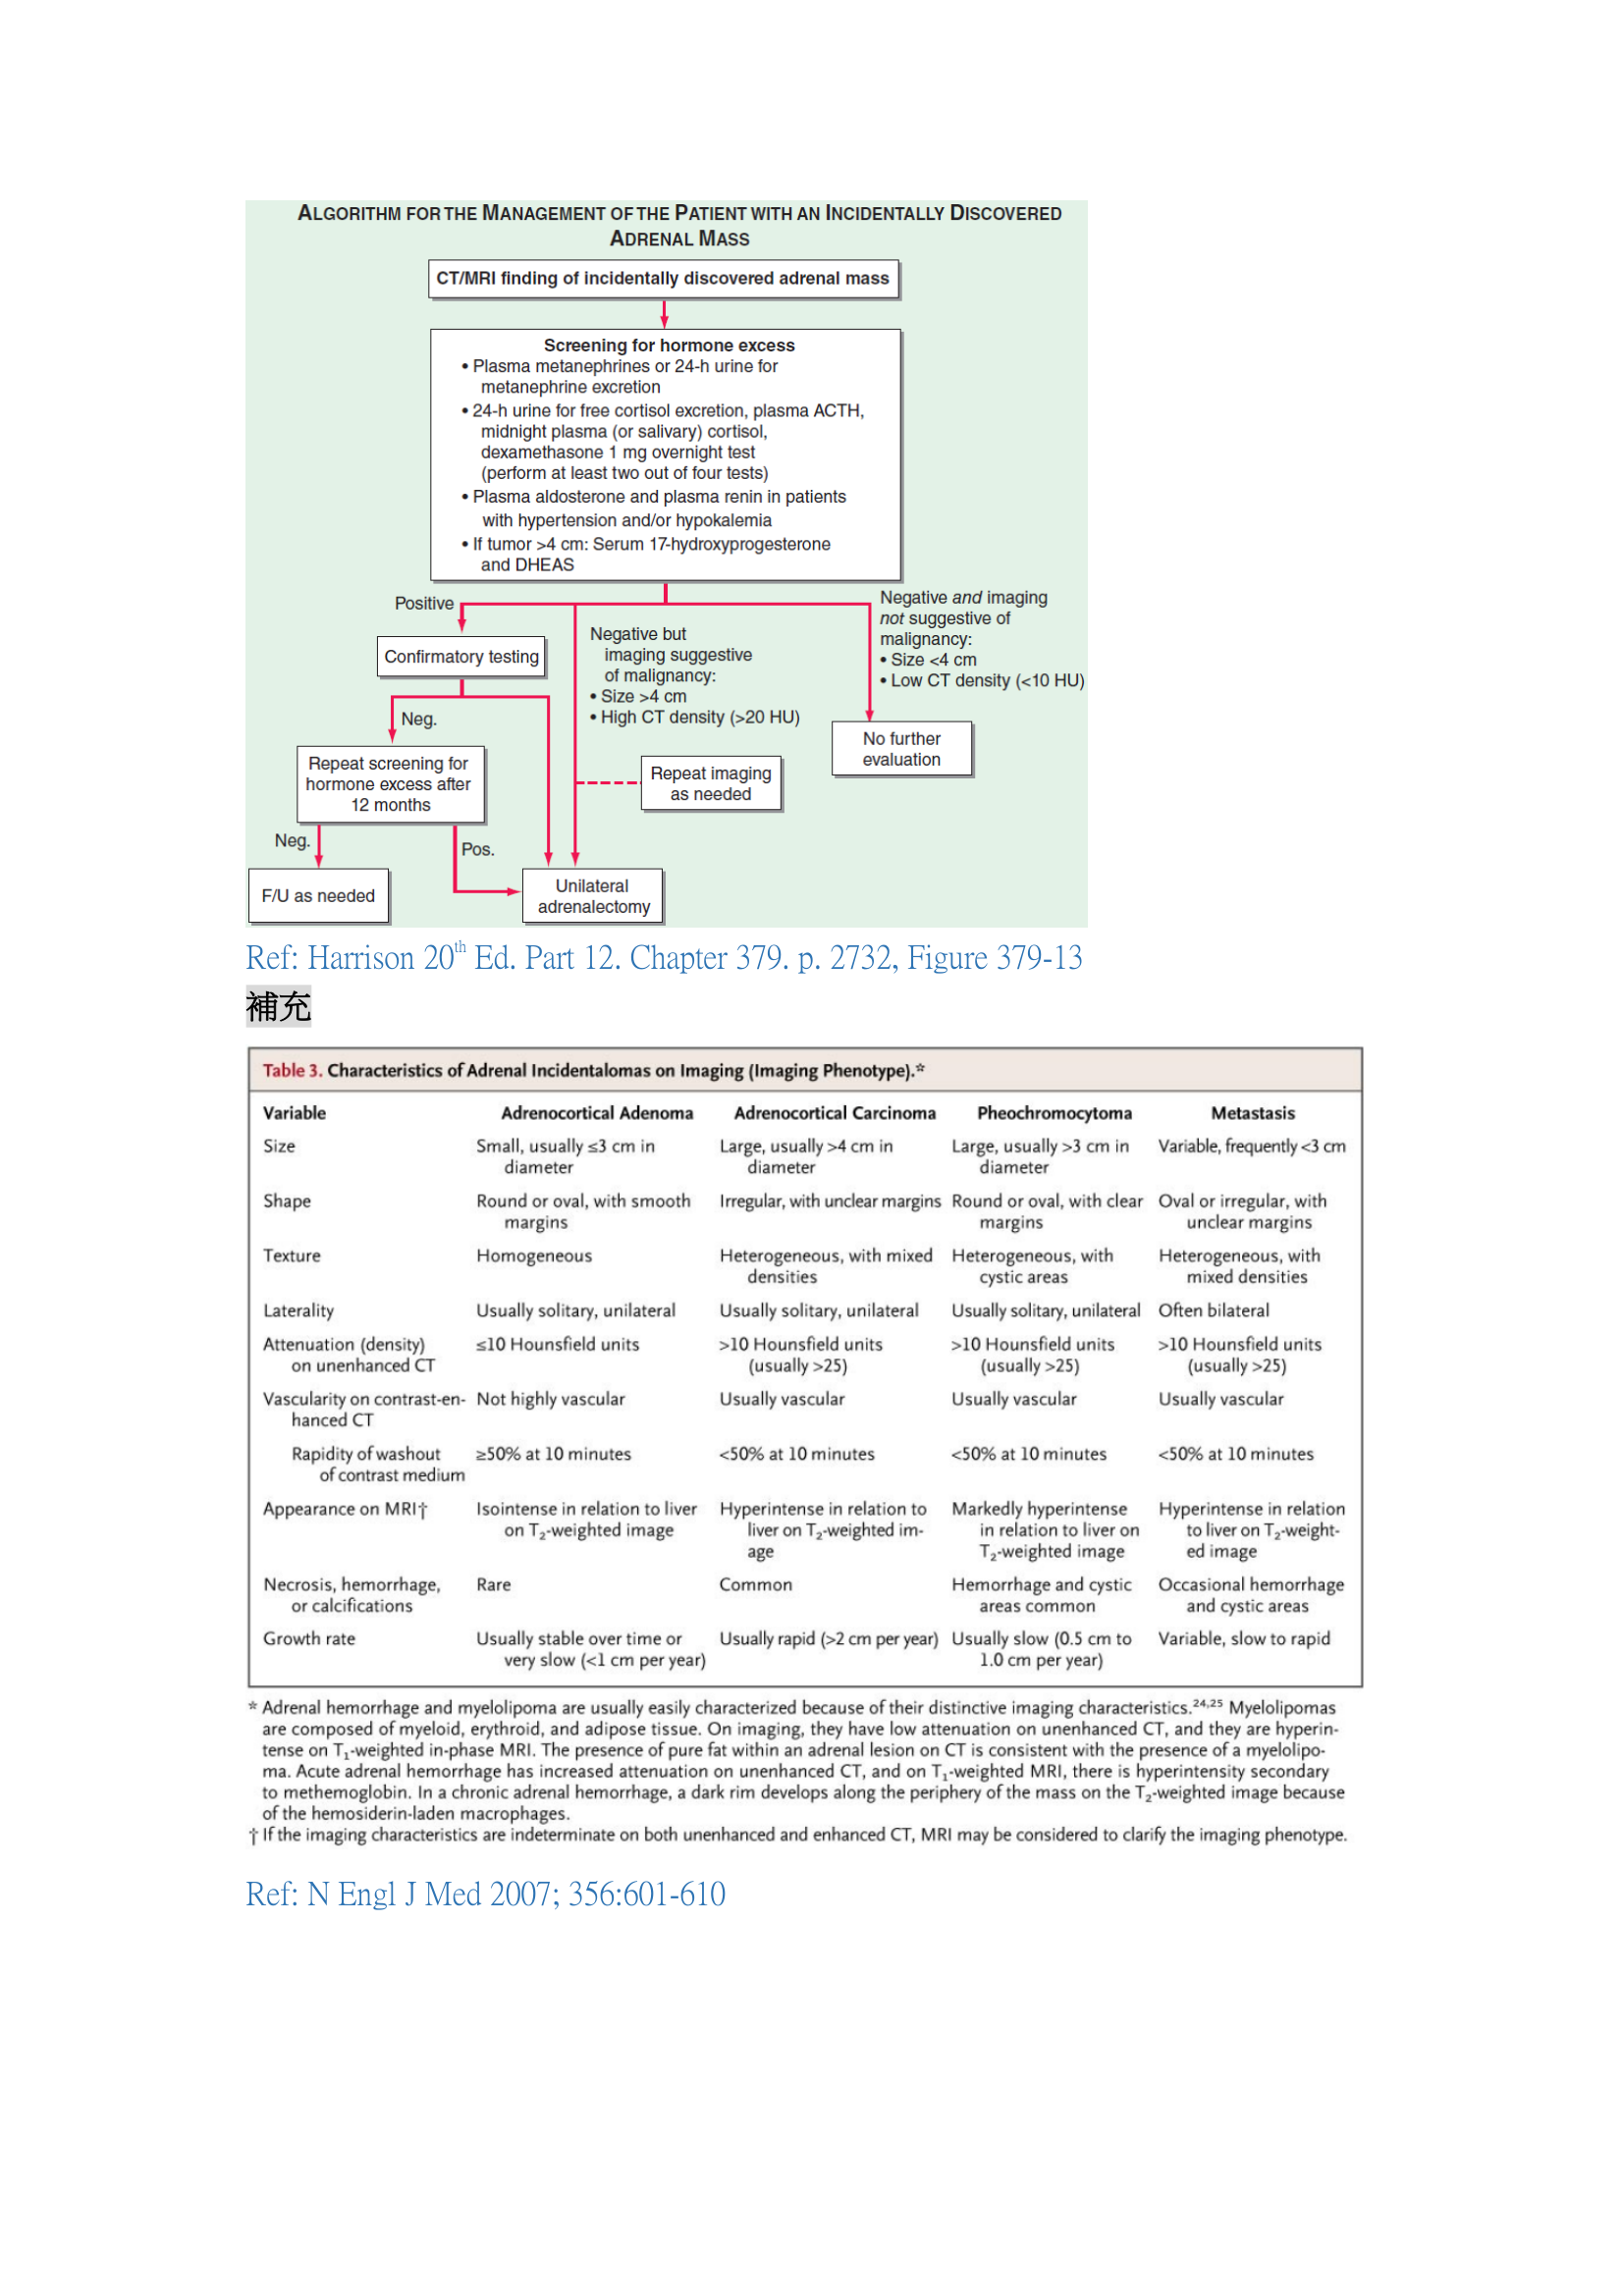 ALGORITHM FOR THE MANAGEMENT OF THE PATIENT WITH AN INCIDENTALLY DISCOVERED
ADRENAL MASS
CT/MRI finding of incidentally discovered adrenal mass
Screening for hormone excess
• Plasma metanephrines or 24-h urine for
metanephrine excretion
• 24-h urine for free cortisol excretion, plasma ACTH,
midnight plasma (or salivary) cortisol,
dexamethasone 1 mg overnight test
(perform at least two out of four tests)
• Plasma aldosterone and plasma renin in patients
with hypertension and/or hypokalemia
• If tumor >4 cm: Serum 17-hydroxyprogesterone
and DHEAS
Positive
Confirmatory testing
Negative but
imaging suggestive
of malignancy:
• Size >4 cm
• High CT density (>20 HU)
Negative and imaging
not suggestive of
malignancy:
• Size <4 cm
• Low CT density (<10 HU)
Neg.
No further
evaluation
Repeat screening for
hormone excess after
12 months
Repeat imaging
as needed
Neg.
Pos.
F/U as needed
Unilateral
adrenalectomy
Ref: Harrison 20th Ed. Part 12. Chapter 379. p. 2732, Figure 379-13
補充
Table 3. Characteristics of Adrenal Incidentalomas on Imaging (Imaging Phenotype).*
Variable Adrenocortical Adenoma Adrenocortical Carcinoma Pheochromocytoma Metastasis
Size Small, usually ≤3 cm in Large, usually >4 cm in Large, usually >3 cm in Variable, frequently <3 cm
diameter diameter diameter
Shape Round or oval, with smooth Irregular, with unclear margins Round or oval, with clear Oval or irregular, with
margins margins unclear margins
Texture Homogeneous Heterogeneous, with mixed Heterogeneous, with Heterogeneous, with
densities cystic areas mixed densities
Laterality Usually solitary, unilateral Usually solitary, unilateral Usually solitary, unilateral Often bilateral
Attenuation (density) ≤10 Hounsfield units >10 Hounsfield units >10 Hounsfield units >10 Hounsfield units
on unenhanced CT (usually >25) (usually >25) (usually >25)
Vascularity on contrast-en- Not highly vascular Usually vascular Usually vascular Usually vascular
hanced CT
Rapidity of washout ≥50% at 10 minutes <50% at 10 minutes <50% at 10 minutes <50% at 10 minutes
of contrast medium
Appearance on MRI† Isointense in relation to liver Hyperintense in relation to Markedly hyperintense Hyperintense in relation
on T2-weighted image liver on T2-weighted im- in relation to liver on to liver on T2-weight-
age T2-weighted image ed image
Necrosis, hemorrhage, Rare Common Hemorrhage and cystic Occasional hemorrhage
or calcifications areas common and cystic areas
Growth rate Usually stable over time or Usually rapid (>2 cm per year) Usually slow (0.5 cm to Variable, slow to rapid
very slow (<1 cm per year) 1.0 cm per year)
* Adrenal hemorrhage and myelolipoma are usually easily characterized because of their distinctive imaging characteristics.24,25 Myelolipomas
are composed of myeloid, erythroid, and adipose tissue. On imaging, they have low attenuation on unenhanced CT, and they are hyperin-
tense on T1-weighted in-phase MRI. The presence of pure fat within an adrenal lesion on CT is consistent with the presence of a myelolipo-
ma. Acute adrenal hemorrhage has increased attenuation on unenhanced CT, and on T1-weighted MRI, there is hyperintensity secondary
to methemoglobin. In a chronic adrenal hemorrhage, a dark rim develops along the periphery of the mass on the T2-weighted image because
of the hemosiderin-laden macrophages.
† If the imaging characteristics are indeterminate on both unenhanced and enhanced CT, MRI may be considered to clarify the imaging phenotype.
Ref: N Engl J Med 2007; 356:601-610